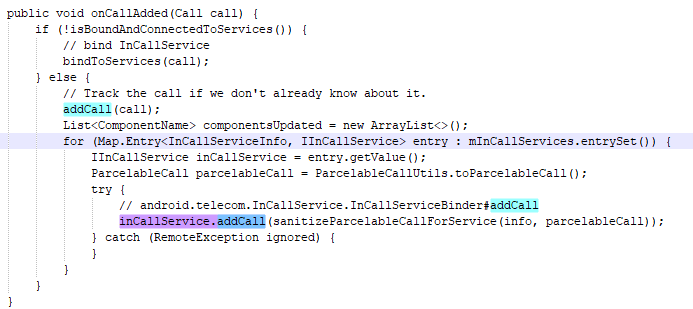 public void onCallAdded(Call call) {
    if (!isBoundAndConnectedToServices()) {
        // bind InCallService
        bindToServices(call);
    } else {
        // Track the call if we don't already know about it.
        addCall(call);
        List<ComponentName> componentsUpdated = new ArrayList<>();
        for (Map.Entry<InCallServiceInfo, IInCallService> entry : mInCallServices.entrySet()) {
            IInCallService inCallService = entry.getValue();
            ParcelableCall parcelableCall = ParcelableCallUtils.toParcelableCall();
            try {
                // android.telecom.InCallService.InCallServiceBinder#addCall
                inCallService.addCall(sanitizeParcelableCallForService(info, parcelableCall));
            } catch (RemoteException ignored) {
            }
        }
    }
}